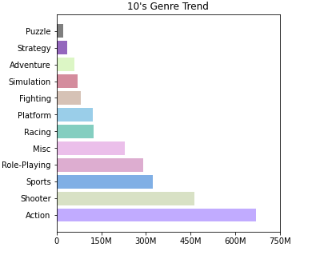 10's Genre Trend
Puzzle
Strategy
Adventure
Simulation
Fighting
Platform
Racing
Misc
Role-Playing
Sports
Shooter
Action
0 150M 300M 450M 600M 750M